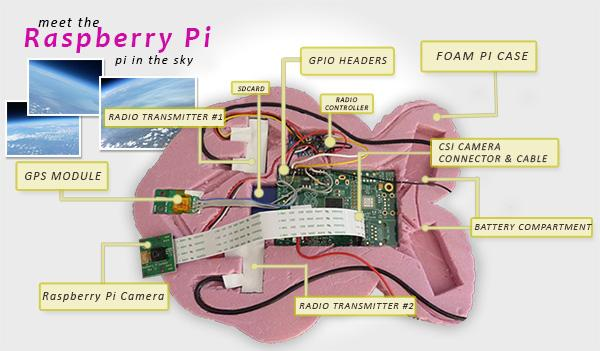 meet the
Raspberry Pi
pi in the sky
GPIO HEADERS
FOAM PI CASE
SDCARD
RADIO
CONTROLLER
RADIO TRANSMITTER #1
CSI CAMERA
CONNECTOR & CABLE
GPS MODULE
BATTERY COMPARTMENT
Raspberry Pi Camera
RADIO TRANSMITTER #2